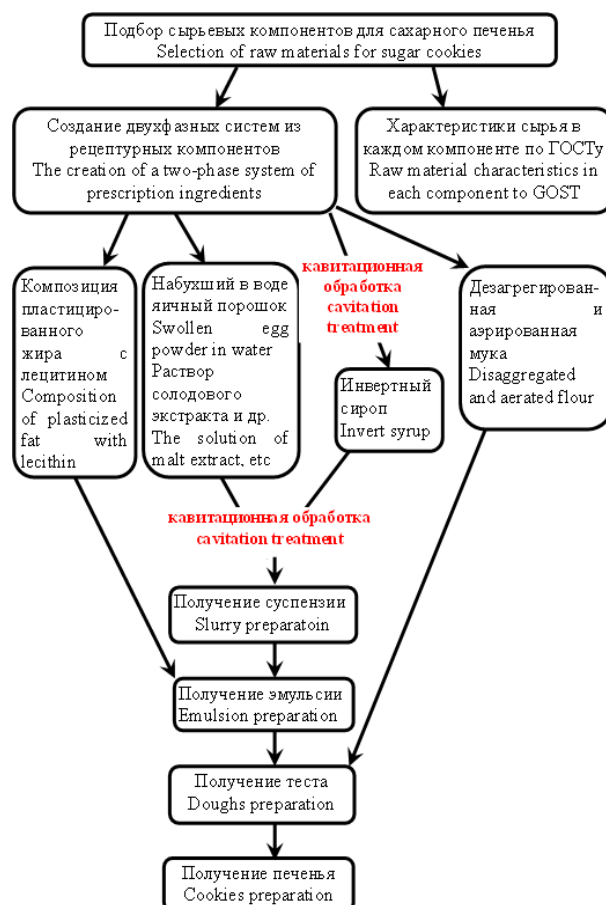 Подбор сырьевых компонентов для сахарного печенья
Selection of raw materials for sugar cookies
Создание двухфазных систем из
рецептурных компонентов
The creation of a two-phase system of
prescription ingredients
Характеристики сырья в
каждом компоненте по ГОСТу
Raw material characteristics in
each component to GOST
Композиция
пластициро-
ванного
жира с
лецитином
Composition
of plasticized
fat with
lecithin
Набухший в воде
яичный порошок
Swollen egg
powder in water
Раствор
солодового
экстракта и др.
The solution of
malt extract, etc
кавитационная
обработка
cavitation
treatment
Инвертный
сироп
Invert syrup
Дезагрегирован-
ная и
аэрированная
мука
Disaggregated
and aerated flour
кавитационная обработка
cavitation treatment
Получение суспензии
Slurry preparatoin
Получение эмульсии
Emulsion preparation
Получение теста
Doughs preparation
Получение печенья
Cookies preparation